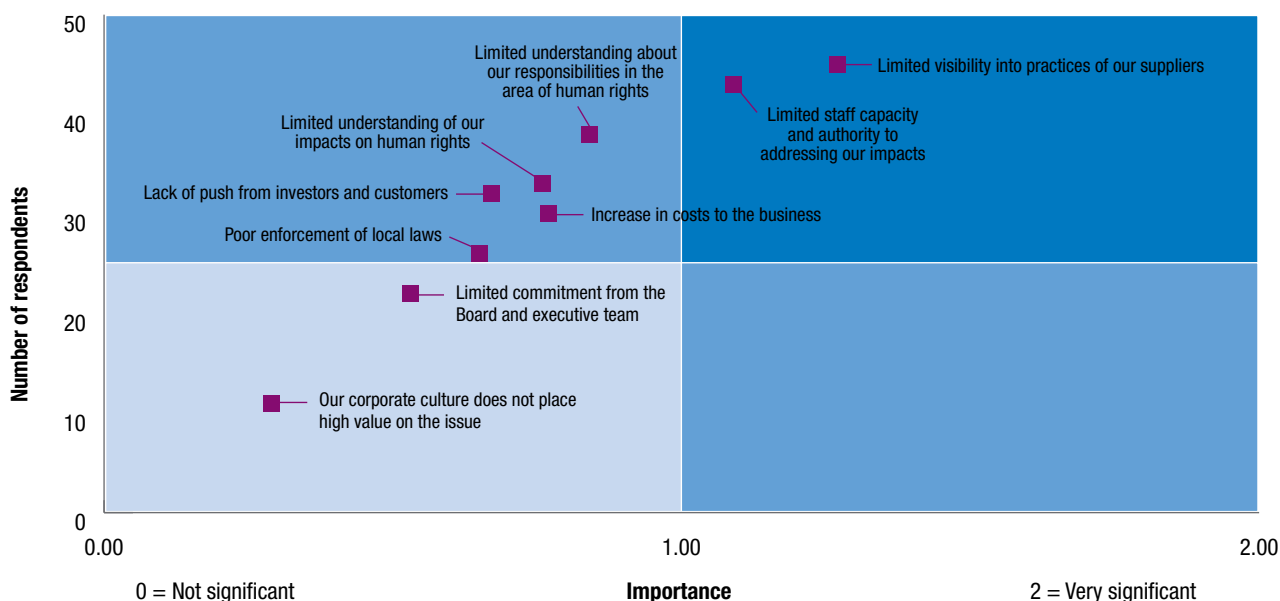 50
40
30
20
10
0
Number of respondents
Limited understanding about
our responsibilities in the
area of human rights
Limited visibility into practices of our suppliers
Limited staff capacity
and authority to
addressing our impacts
Limited understanding of our
impacts on human rights
Lack of push from investors and customers
Increase in costs to the business
Poor enforcement of local laws
Limited commitment from the
Board and executive team
Our corporate culture does not place
high value on the issue
0.00
1.00
2.00
0 = Not significant
Importance
2 = Very significant